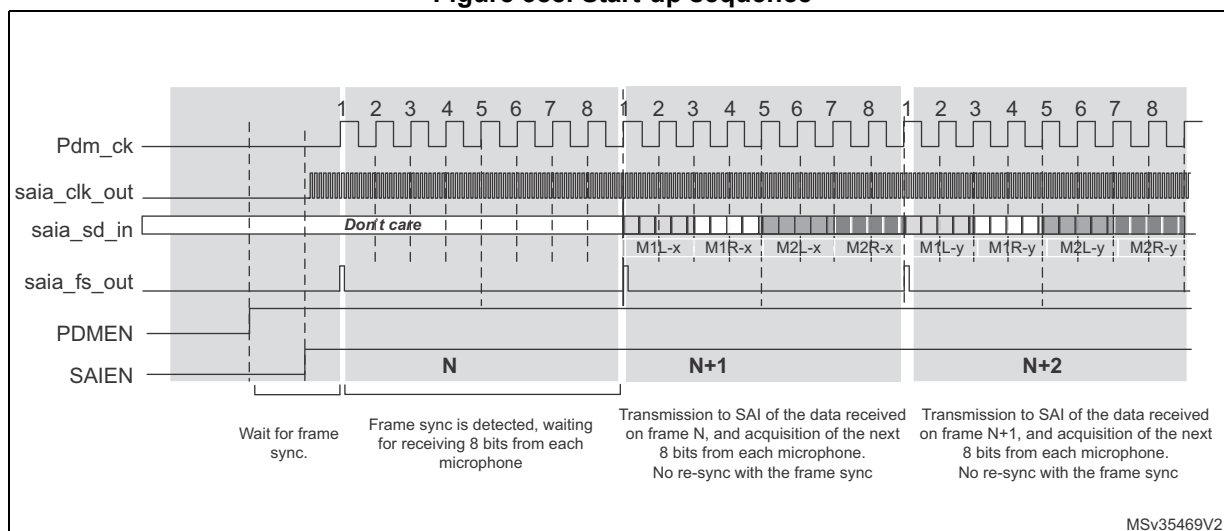 Figure Start-up sequence
1 2 3 4 5 6 7 8 1 2 3 4 5 6 7 8 1 2 3 4 5 6 7 8
Pdm_ck
saia_clk_out
saia_sd_in
Don't care
M1L-x M1R-x M2L-x M2R-x M1L-y M1R-y M2L-y M2R-y
saia_fs_out
PDMEN
SAIEN
N
N+1
N+2
Wait for frame
sync.
Frame sync is detected, waiting
for receiving 8 bits from each
microphone
Transmission to SAI of the data received
on frame N, and acquisition of the next
8 bits from each microphone.
No re-sync with the frame sync
Transmission to SAI of the data received
on frame N+1, and acquisition of the next
8 bits from each microphone.
No re-sync with the frame sync
MSv35469V2